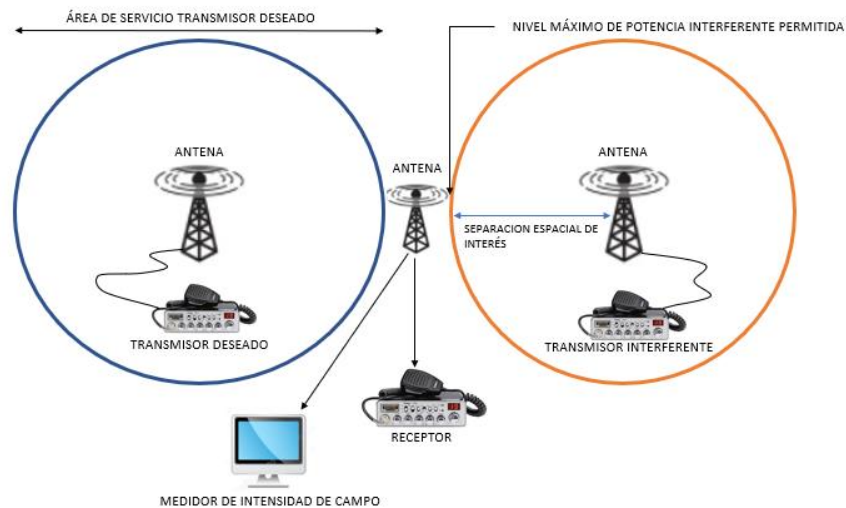 ÁREA DE SERVICIO TRANSMISOR DESEADO
NIVEL MÁXIMO DE POTENCIA INTERFERENTE PERMITIDA
ANTENA
ANTENA
ANTENA
SEPARACION ESPACIAL DE
INTERÉS
TRANSMISOR DESEADO
TRANSMISOR INTERFERENTE
RECEPTOR
MEDIDOR DE INTENSIDAD DE CAMPO